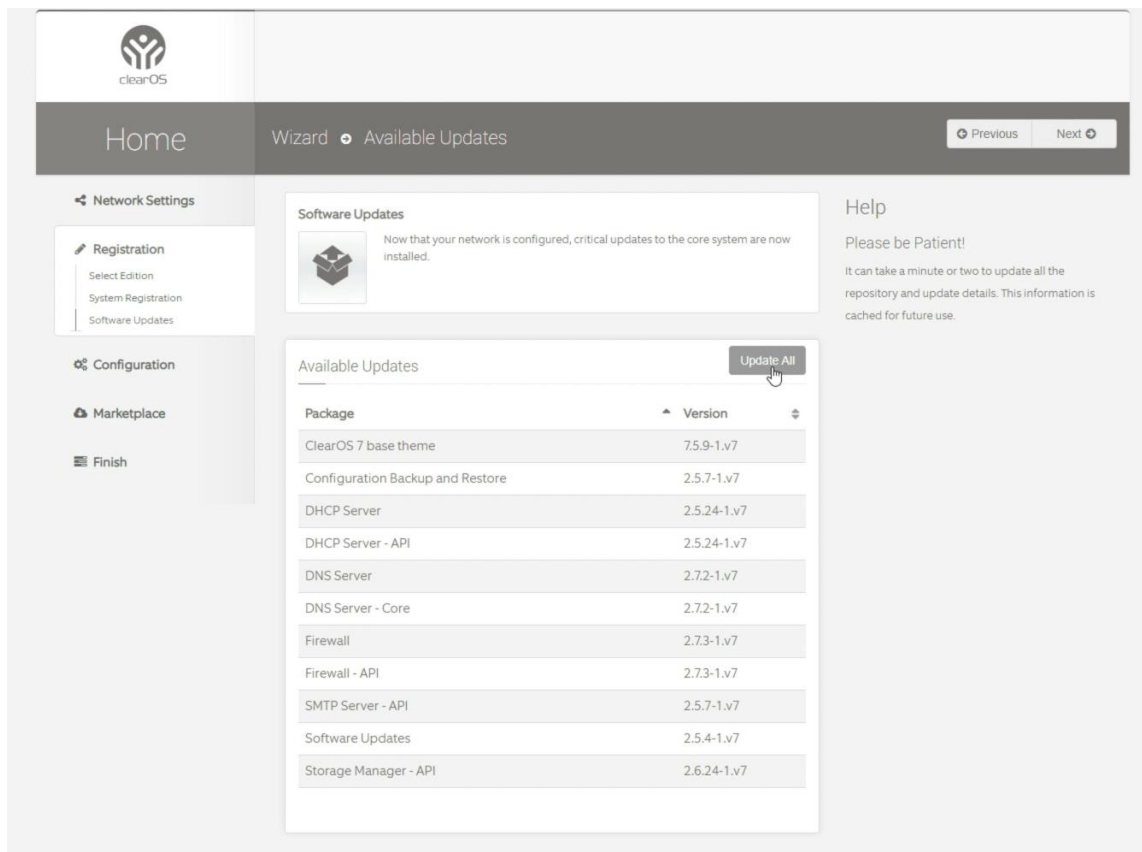 clearOS
Home
Wizard Available Updates
Previous
Next
Network Settings
Registration
Select Edition
System Registration
Software Updates
Configuration
Marketplace
Finish
Software Updates
Now that your network is configured, critical updates to the core system are now
installed.
Available Updates
Update All
Package Version
ClearOS 7 base theme 7.5.9-1.v7
Configuration Backup and Restore 2.5.7-1.v7
DHCP Server 2.5.24-1.v7
DHCP Server - API 2.5.24-1.v7
DNS Server 2.7.2-1.v7
DNS Server - Core 2.7.2-1.v7
Firewall 2.7.3-1.v7
Firewall - API 2.7.3-1.v7
SMTP Server - API 2.5.7-1.v7
Software Updates 2.5.4-1.v7
Storage Manager - API 2.6.24-1.v7
Help
Please be Patient!
It can take a minute or two to update all the
repository and update details. This information is
cached for future use.